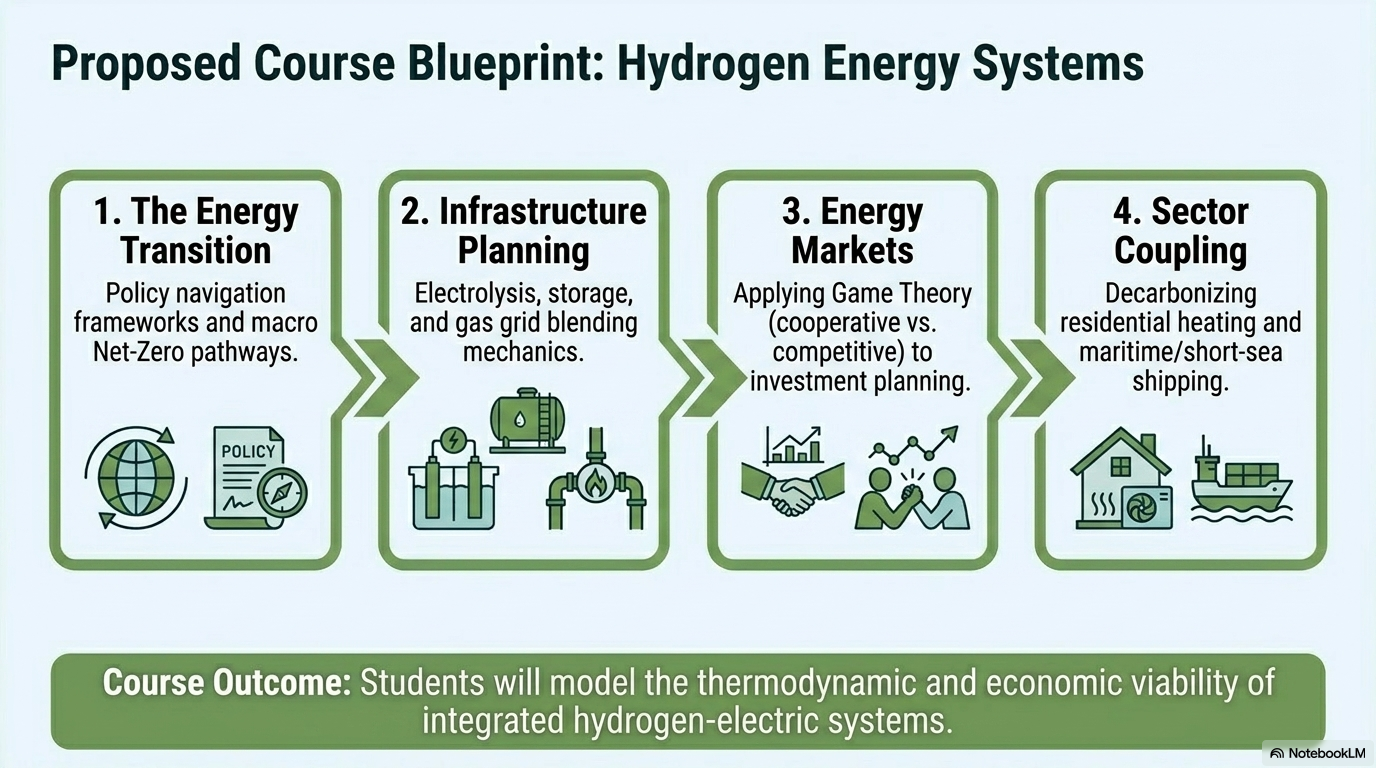 Proposed Course Blueprint: Hydrogen Energy Systems
1. The Energy
Transition
Policy navigation
frameworks and macro
Net-Zero pathways.
POLICY
2. Infrastructure
Planning
Electrolysis, storage,
and gas grid blending
mechanics.
3. Energy
Markets
Applying Game Theory
(cooperative vs.
competitive) to
investment planning.
4. Sector
Coupling
Decarbonizing
residential heating and
maritime/short-sea
shipping.
Course Outcome: Students will model the thermodynamic and economic viability of
integrated hydrogen-electric systems.
NotebookLM